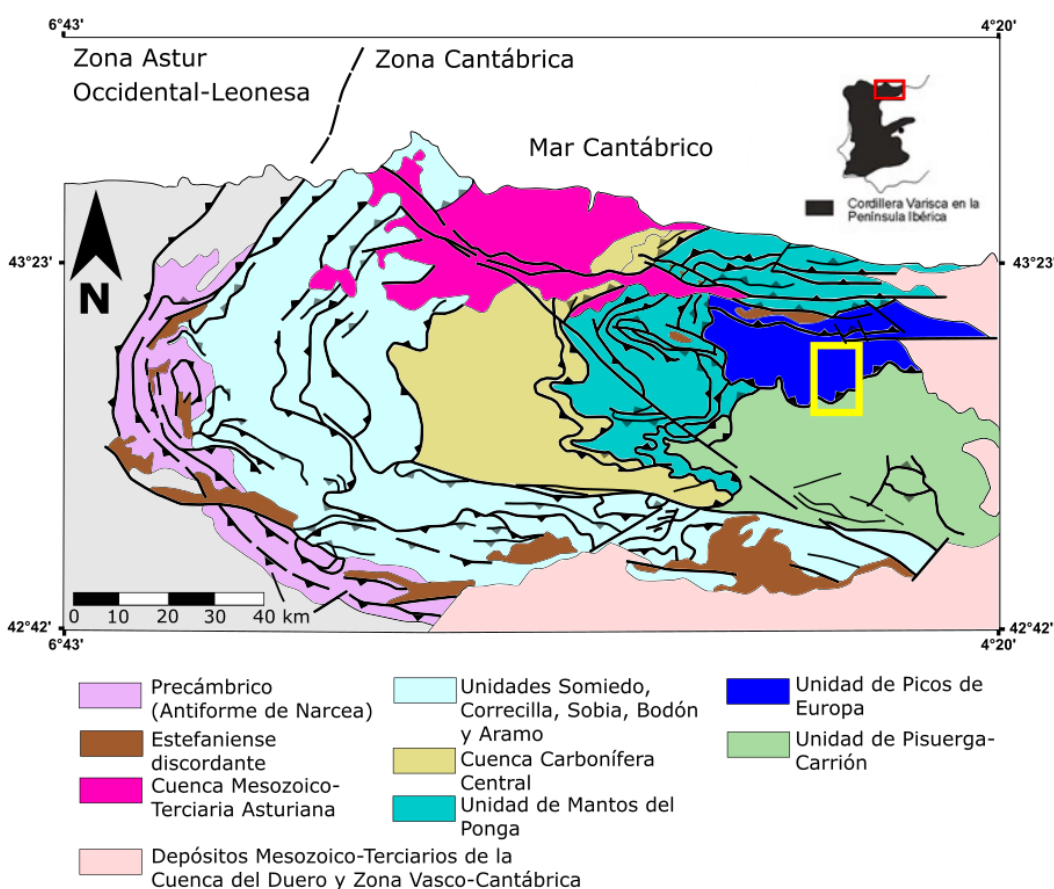 6°43'
4°20'
Zona Astur
Occidental-Leonesa
Zona Cantábrica
Mar Cantábrico
Cordillera Varisca en la
Península Ibérica
43°23'
43°23'
N
0 10 20 30 40 km
42°42'
42°42'
6°43'
4°20'
Precámbrico
(Antiforme de Narcea)
Estefaniense
discordante
Cuenca Mesozoico-
Terciaria Asturiana
Depósitos Mesozoico-Terciarios de la
Cuenca del Duero y Zona Vasco-Cantábrica
Unidades Somiedo,
Correcilla, Sobia, Bodón
y Aramo
Cuenca Carbonífera
Central
Unidad de Mantos del
Ponga
Unidad de Picos de
Europa
Unidad de Pisuerga-
Carrión